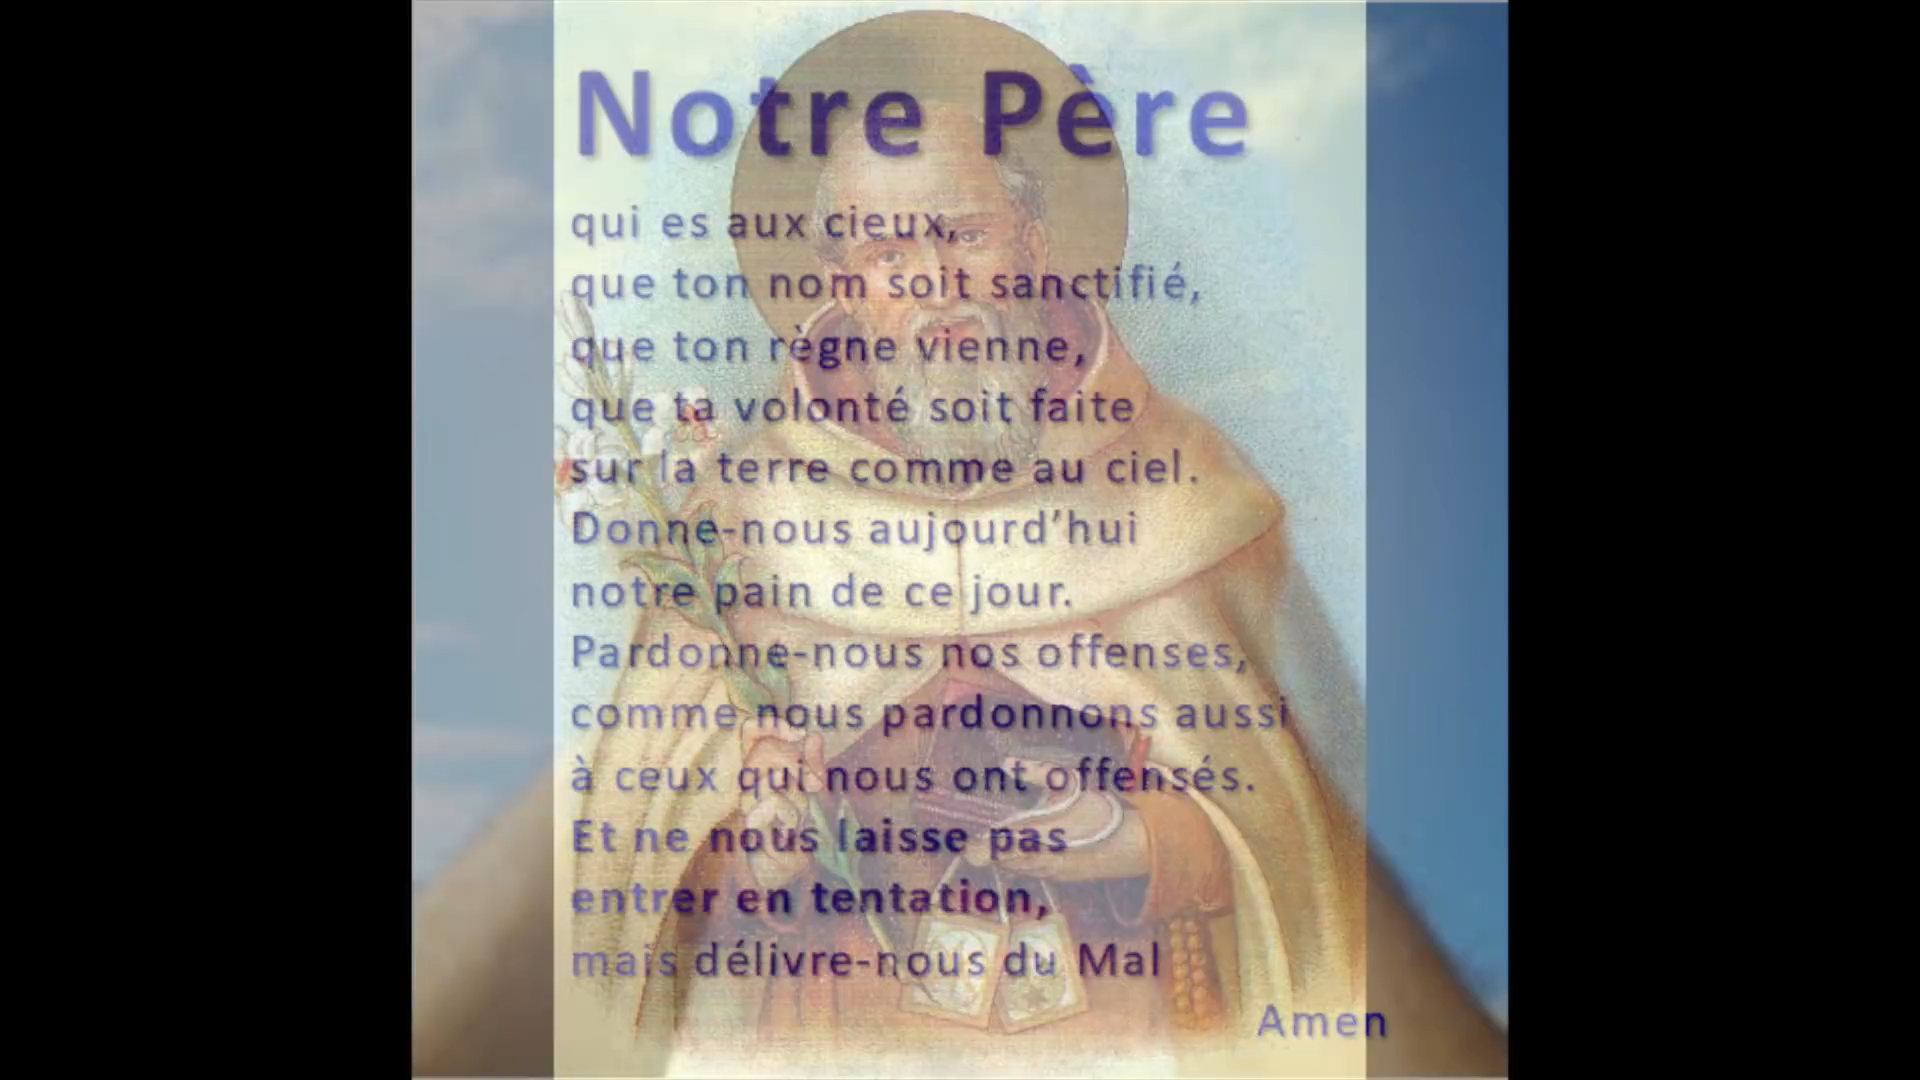 Notre Père
qui es aux cieux,
que ton nom soit sanctifié,
que ton règne vienne,
que ta volonté soit faite
sur la terre comme au ciel.
Donne-nous aujourd’hui
notre pain de ce jour.
Pardonne-nous nos offenses,
comme nous pardonnons aussi
à ceux qui nous ont offensés.
Et ne nous laisse pas
entrer en tentation,
mais délivre-nous du Mal
Amen